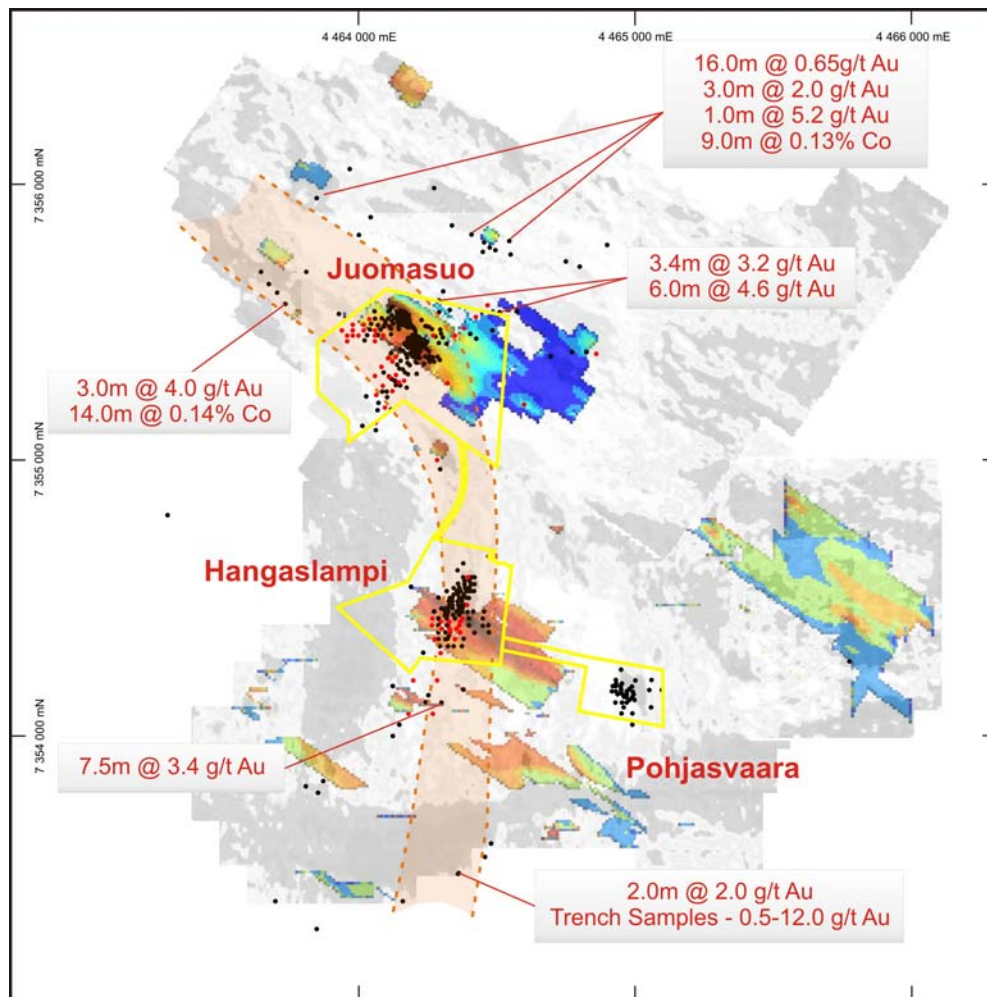 4 464 000 mE
4 465 000 mE
4 466 000 mE
16.0m @ 0.65g/t Au
3.0m @ 2.0 g/t Au
1.0m @ 5.2 g/t Au
9.0m @ 0.13% Co
7 356 000 mN
Juomasuo
3.4m @ 3.2 g/t Au
6.0m @ 4.6 g/t Au
3.0m @ 4.0 g/t Au
14.0m @ 0.14% Co
7 355 000 mN
Hangaslampi
7 354 000 mN
7.5m @ 3.4 g/t Au
Pohjasvaara
2.0m @ 2.0 g/t Au
Trench Samples - 0.5-12.0 g/t Au